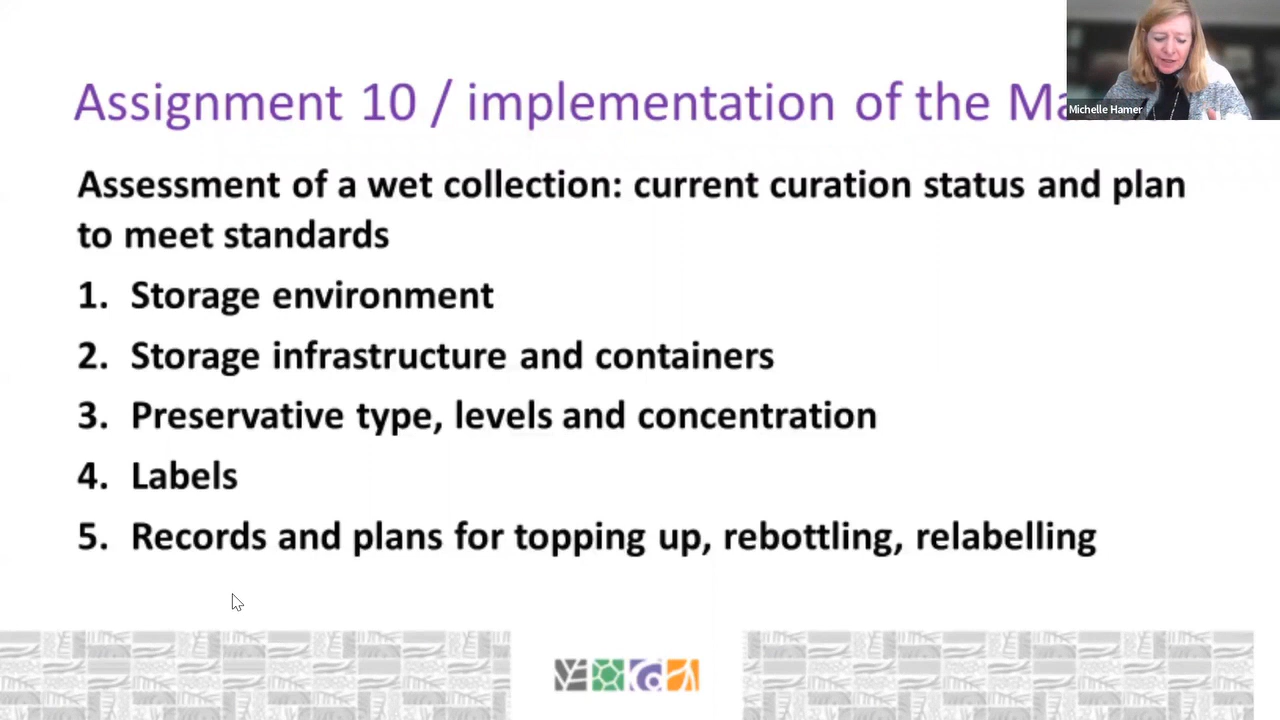 Assignment 10 / implementation of the
Michelle Hamer
Assessment of a wet collection: current curation status and plan
to meet standards
1. Storage environment
2. Storage infrastructure and containers
3. Preservative type, levels and concentration
4. Labels
5. Records and plans for topping up, rebottling, relabelling